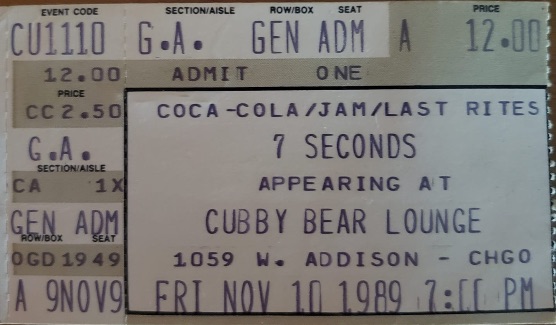 EVENT CODE SECTION/AISLE ROW/BOX SEAT PRICE
CU1110 G.A. GEN ADM A 12.00
12.00 ADMIT ONE
PRICE
CC 2.50
G.A.
SECTION/AISLE
CA 1X
GEN ADM
ROW/BOX SEAT
OGD1949
A 9NOV9
COCA-COLA/JAM/LAST RITES
7 SECONDS
APPEARING AT
CUBBY BEAR LOUNGE
1059 W. ADDISON - CHGO
FRI NOV 10 1989 7:00 PM